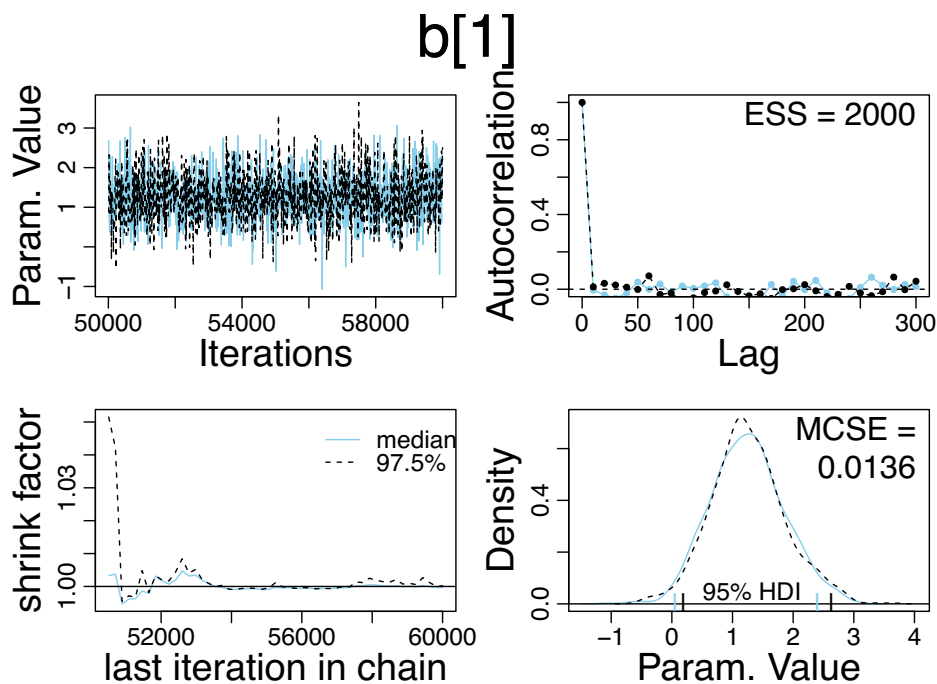 b[1]
Param. Value
3
2
1
−1
50000 54000 58000
Iterations
Autocorrelation
0.8
0.4
0.0
ESS = 2000
0 50 100 200 300
Lag
shrink factor
1.03
1.00
median
97.5%
52000 56000 60000
last iteration in chain
Density
0.4
0.0
MCSE =
0.0136
95% HDI
−1 0 1 2 3 4
Param. Value